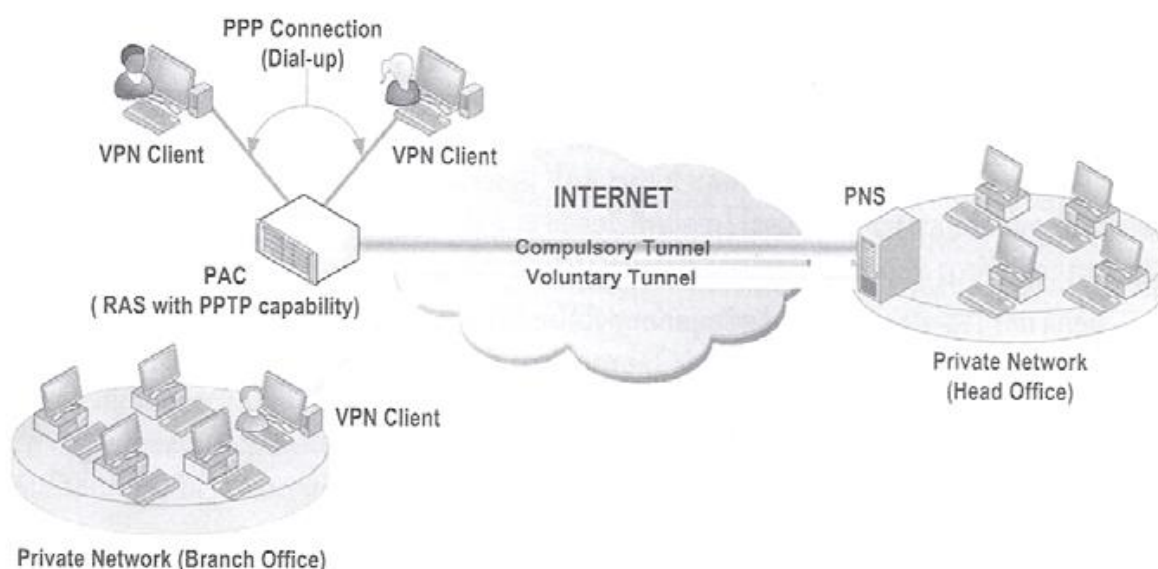 PPP Connection
(Dial-up)
VPN Client
VPN Client
INTERNET
PNS
Compulsory Tunnel
Voluntary Tunnel
PAC
( RAS with PPTP capability)
Private Network
(Head Office)
VPN Client
Private Network (Branch Office)